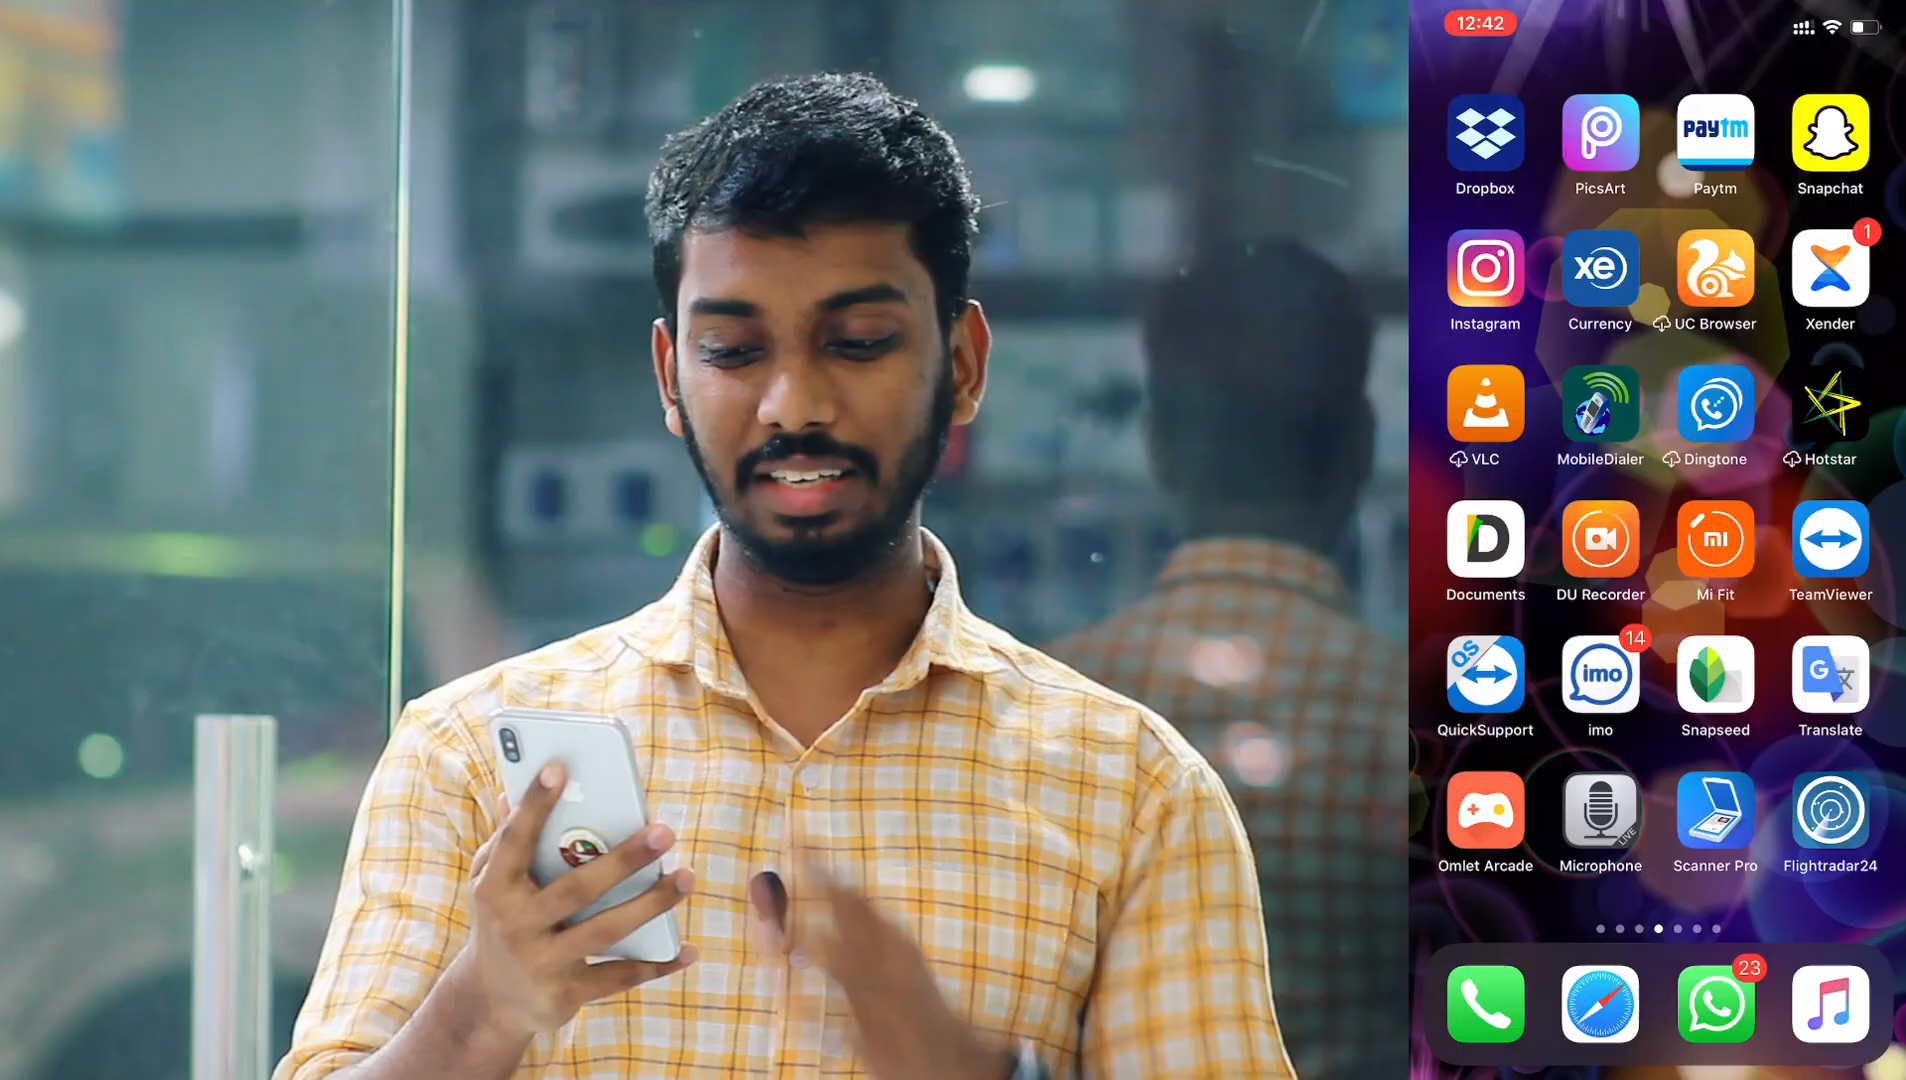 12:42
paytm
Dropbox PicsArt Paytm Snapchat
1
xe
Instagram Currency UC Browser Xender
VLC MobileDialer Dingtone Hotstar
D mi
Documents DU Recorder Mi Fit TeamViewer
14
QS imo G
QuickSupport imo Snapseed Translate
LIVE
Omlet Arcade Microphone Scanner Pro Flightradar24
23